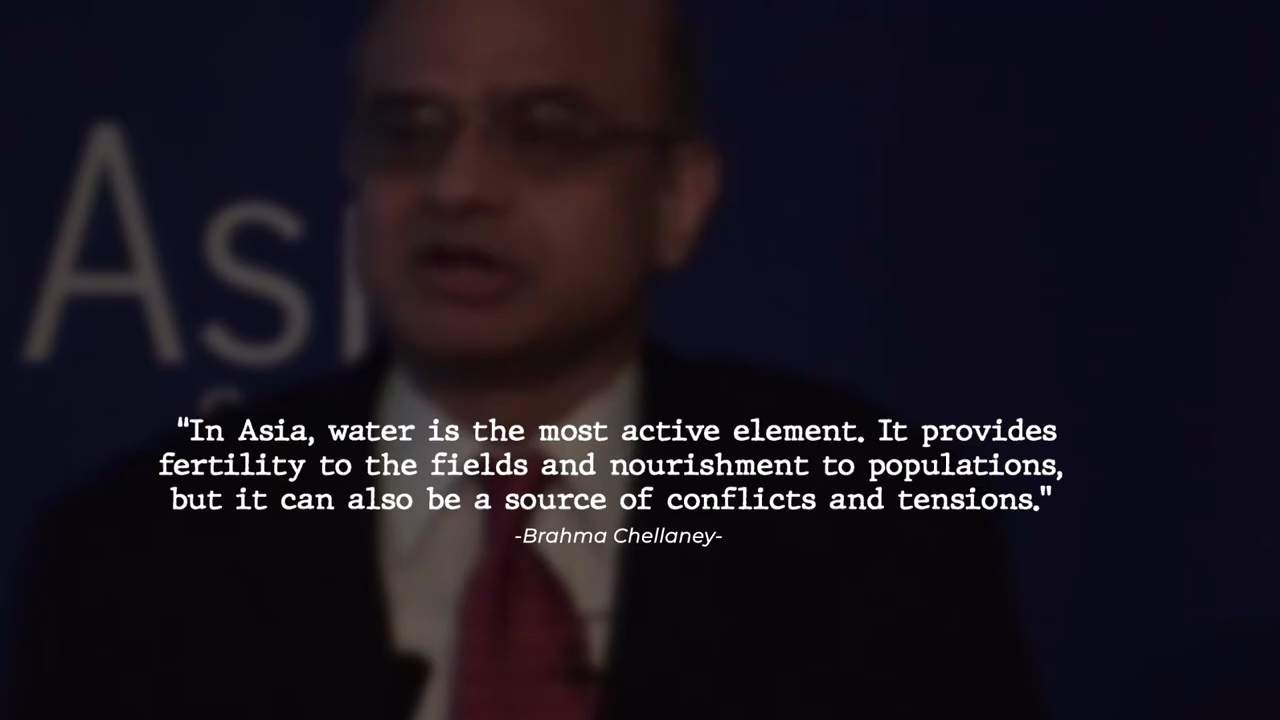 Asi
"In Asia, water is the most active element. It provides
fertility to the fields and nourishment to populations,
but it can also be a source of conflicts and tensions."
-Brahma Chellaney-